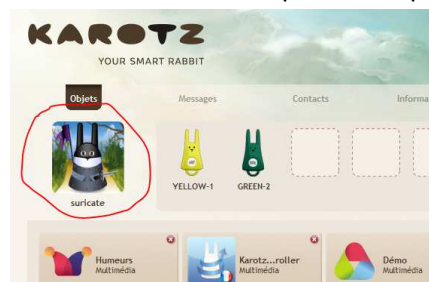 KAROTZ
YOUR SMART RABBIT
Objets Messages Contacts Informa
suricate YELLOW-1 GREEN-2
Humeurs
Multimédia
Karotz...roller
Multimédia
Démo
Multimédia